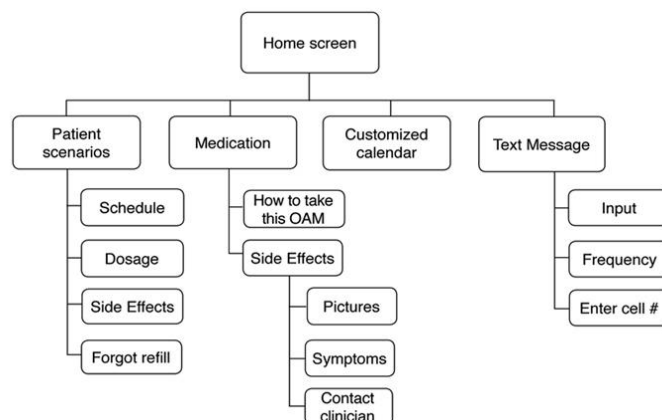 Home screen
Patient
scenarios
Medication
Customized
calendar
Text Message
Schedule
Dosage
Side Effects
Forgot refill
How to take
this OAM
Side Effects
Pictures
Symptoms
Contact
clinician
Input
Frequency
Enter cell #